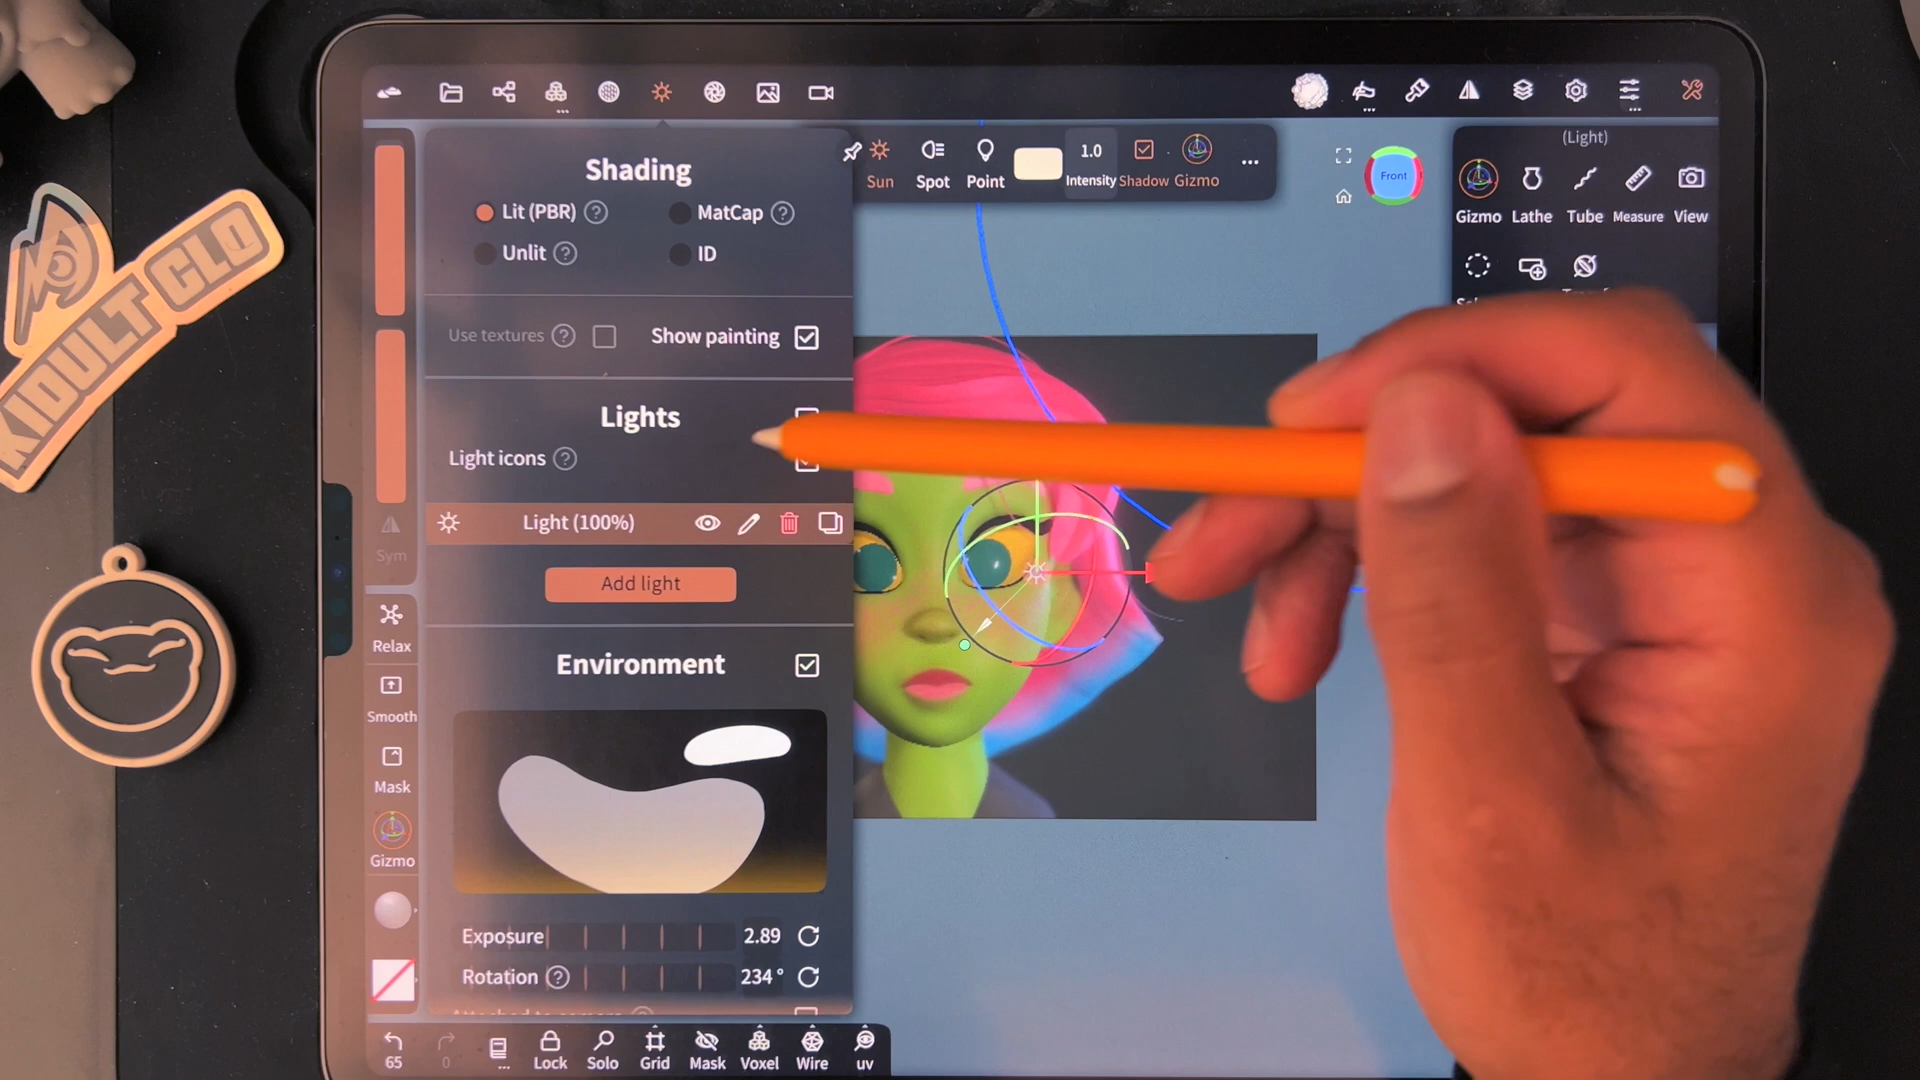 KIDULT CLO
Shading
Lit (PBR) ?
MatCap ?
Unlit ?
ID
Use textures ?
Show painting
Lights
Light icons ?
Light (100%)
Add light
Environment
Exposure
2.89
Rotation ?
234 °
Sun
Spot
Point
1.0
Intensity
Shadow
Gizmo
...
Front
(Light)
Gizmo
Lathe
Tube
Measure
View
Sym
Relax
Smooth
Mask
Gizmo
65
0
...
Lock
Solo
Grid
Mask
Voxel
Wire
uv